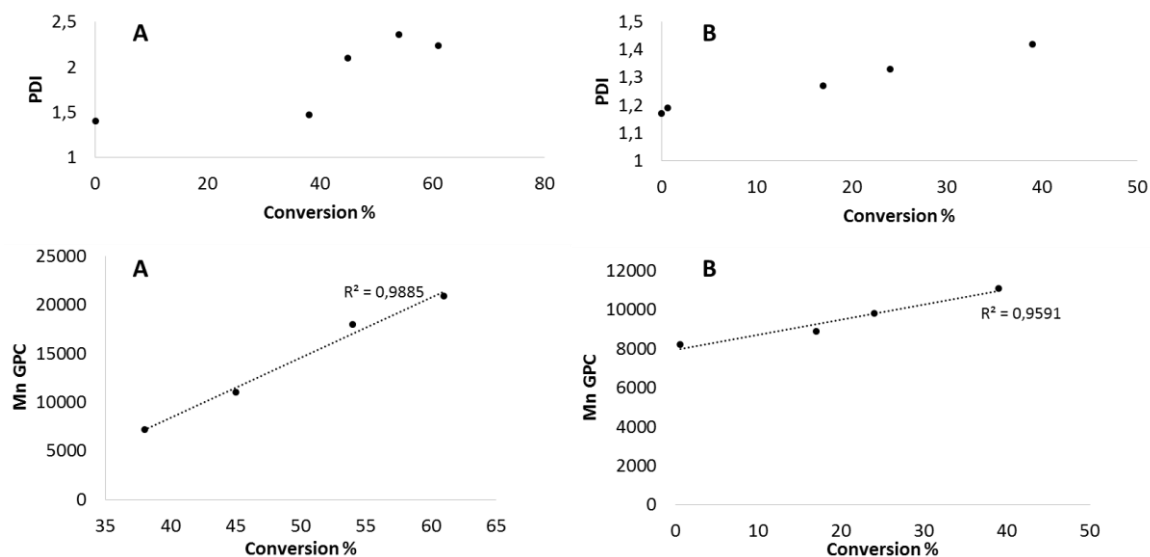 A
PDI
2,5
2
1,5
1
0 20 40 60 80
Conversion %
B
PDI
1,5
1,4
1,3
1,2
1,1
1
0 10 20 30 40 50
Conversion %
A
Mn GPC
25000
20000
15000
10000
5000
0
R² = 0,9885
35 40 45 50 55 60 65
Conversion %
B
Mn GPC
12000
10000
8000
6000
4000
2000
0
R² = 0,9591
0 10 20 30 40 50
Conversion %